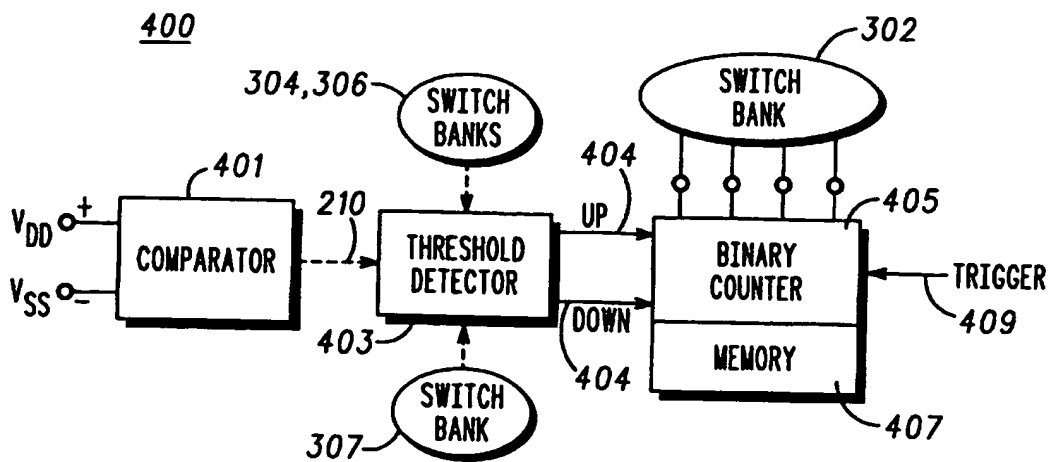 400
302
304,306
SWITCH
BANKS
SWITCH
BANK
401
404
405
210
UP
V_DD
+
COMPARATOR
THRESHOLD
DETECTOR
BINARY
COUNTER
TRIGGER
V_SS
-
DOWN
409
403
404
MEMORY
SWITCH
BANK
307
407